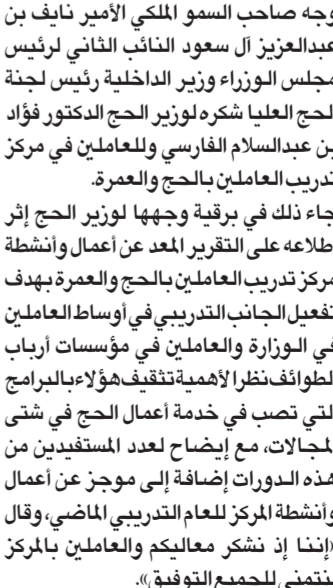 وجه صاحب السمو الملكي الأمير نايف بن
عبدالعزيز آل سعود النائب الثاني لرئيس
مجلس الوزراء وزير الداخلية رئيس لجنة
الحج العليا شكره لوزير الحج الدكتور فؤاد
بن عبدالسلام الفارسي وللعاملين في مركز
تدريب العاملين بالحج والعمرة.
جاء ذلك في برقية وجهها لوزير الحج إثر
اطلاعه على التقرير المعد عن أعمال وأنشطة
مركز تدريب العاملين بالحج والعمرة بهدف
تفعيل الجانب التدريبي في أوساط العاملين
في الوزارة والعاملين في مؤسسات أرباب
الطوائف نظرا لأهمية تثقيف هؤلاء بالبرامج
التي تصب في خدمة أعمال الحج في شتى
المجالات، مع إيضاح لعدد المستفيدين من
هذه الدورات إضافة إلى موجز عن أعمال
وأنشطة المركز للعام التدريبي الماضي، وقال
«إننا إذ نشكر معاليكم والعاملين بالمركز
نتمنى للجميع التوفيق».